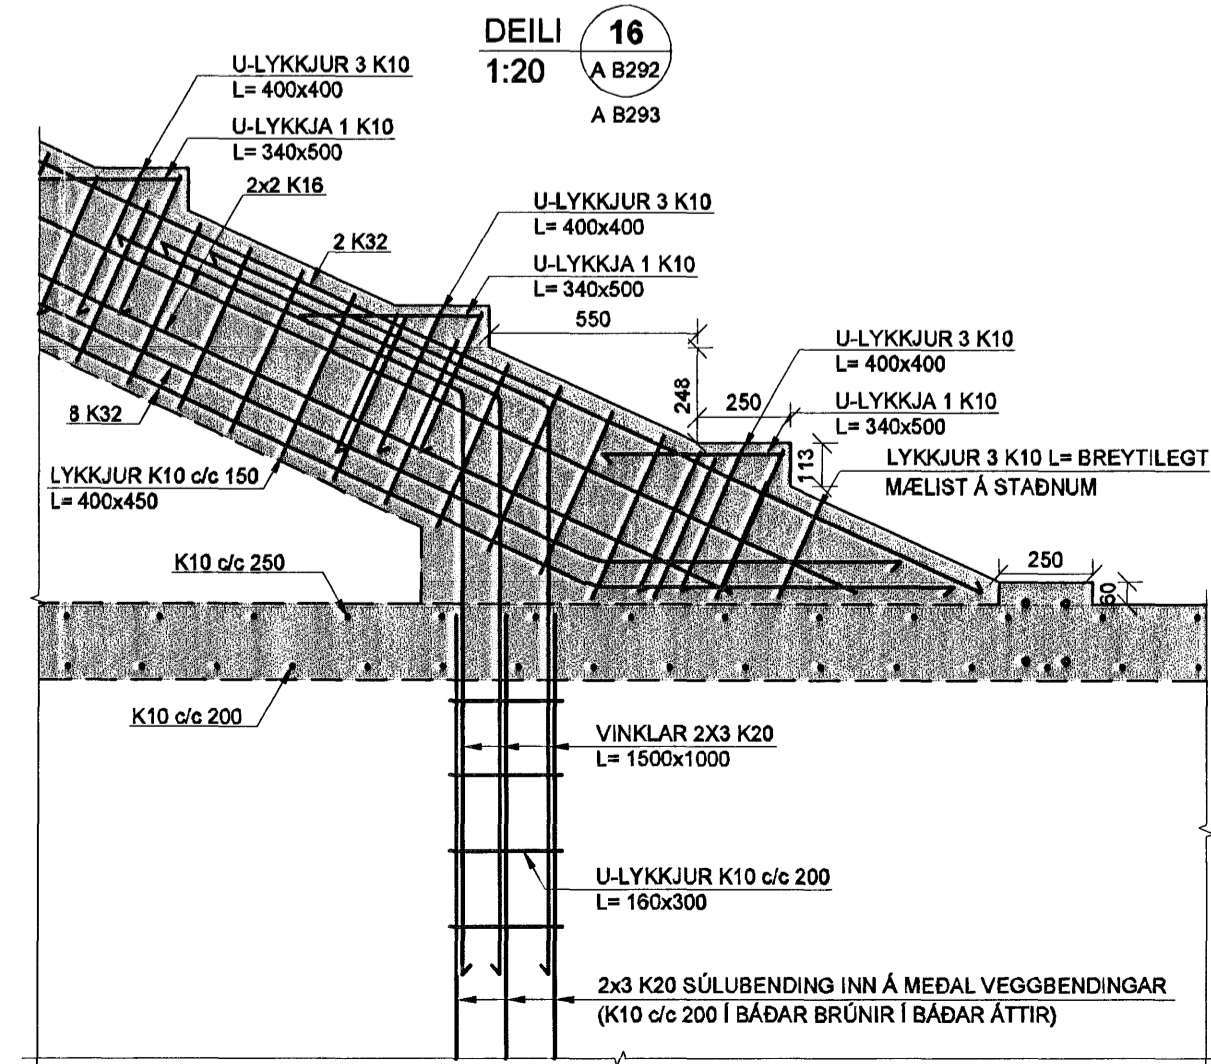 DEILI 16
1:20 A B292
A B293
U-LYKKJUR 3 K10
L= 400x400
U-LYKKJA 1 K10
L= 340x500
2x2 K16
2 K32
U-LYKKJUR 3 K10
L= 400x400
U-LYKKJA 1 K10
L= 340x500
550
U-LYKKJUR 3 K10
L= 400x400
248
250
U-LYKKJA 1 K10
L= 340x500
8 K32
113
LYKKJUR 3 K10 L= BREYTILEGT
MÆLIST Á STAÐNUM
LYKKJUR K10 c/c 150
L= 400x450
K10 c/c 250
250
60
K10 c/c 200
VINKLAR 2X3 K20
L= 1500x1000
U-LYKKJUR K10 c/c 200
L= 160x300
2x3 K20 SÚLUBENDING INN Á MEÐAL VEGGBENDINGAR
(K10 c/c 200 Í BÁÐAR BRÚNIR Í BÁÐAR ÁTTIR)